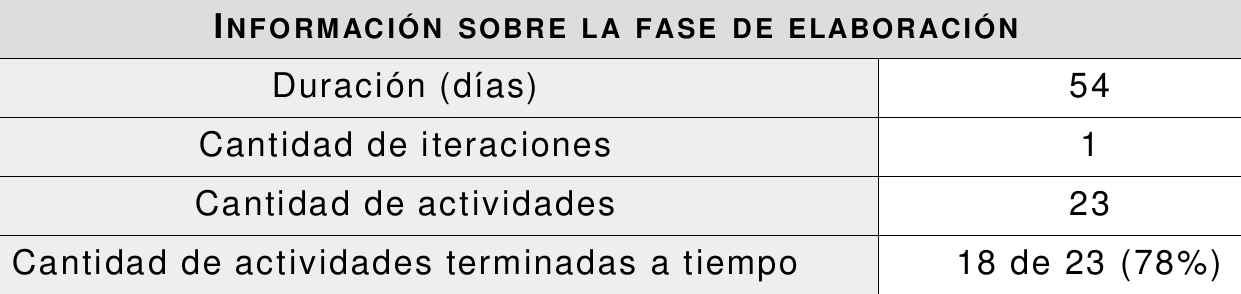 INFORMACIÓN SOBRE LA FASE DE ELABORACIÓN
Duración (días) 54
Cantidad de iteraciones 1
Cantidad de actividades 23
Cantidad de actividades terminadas a tiempo 18 de 23 (78%)